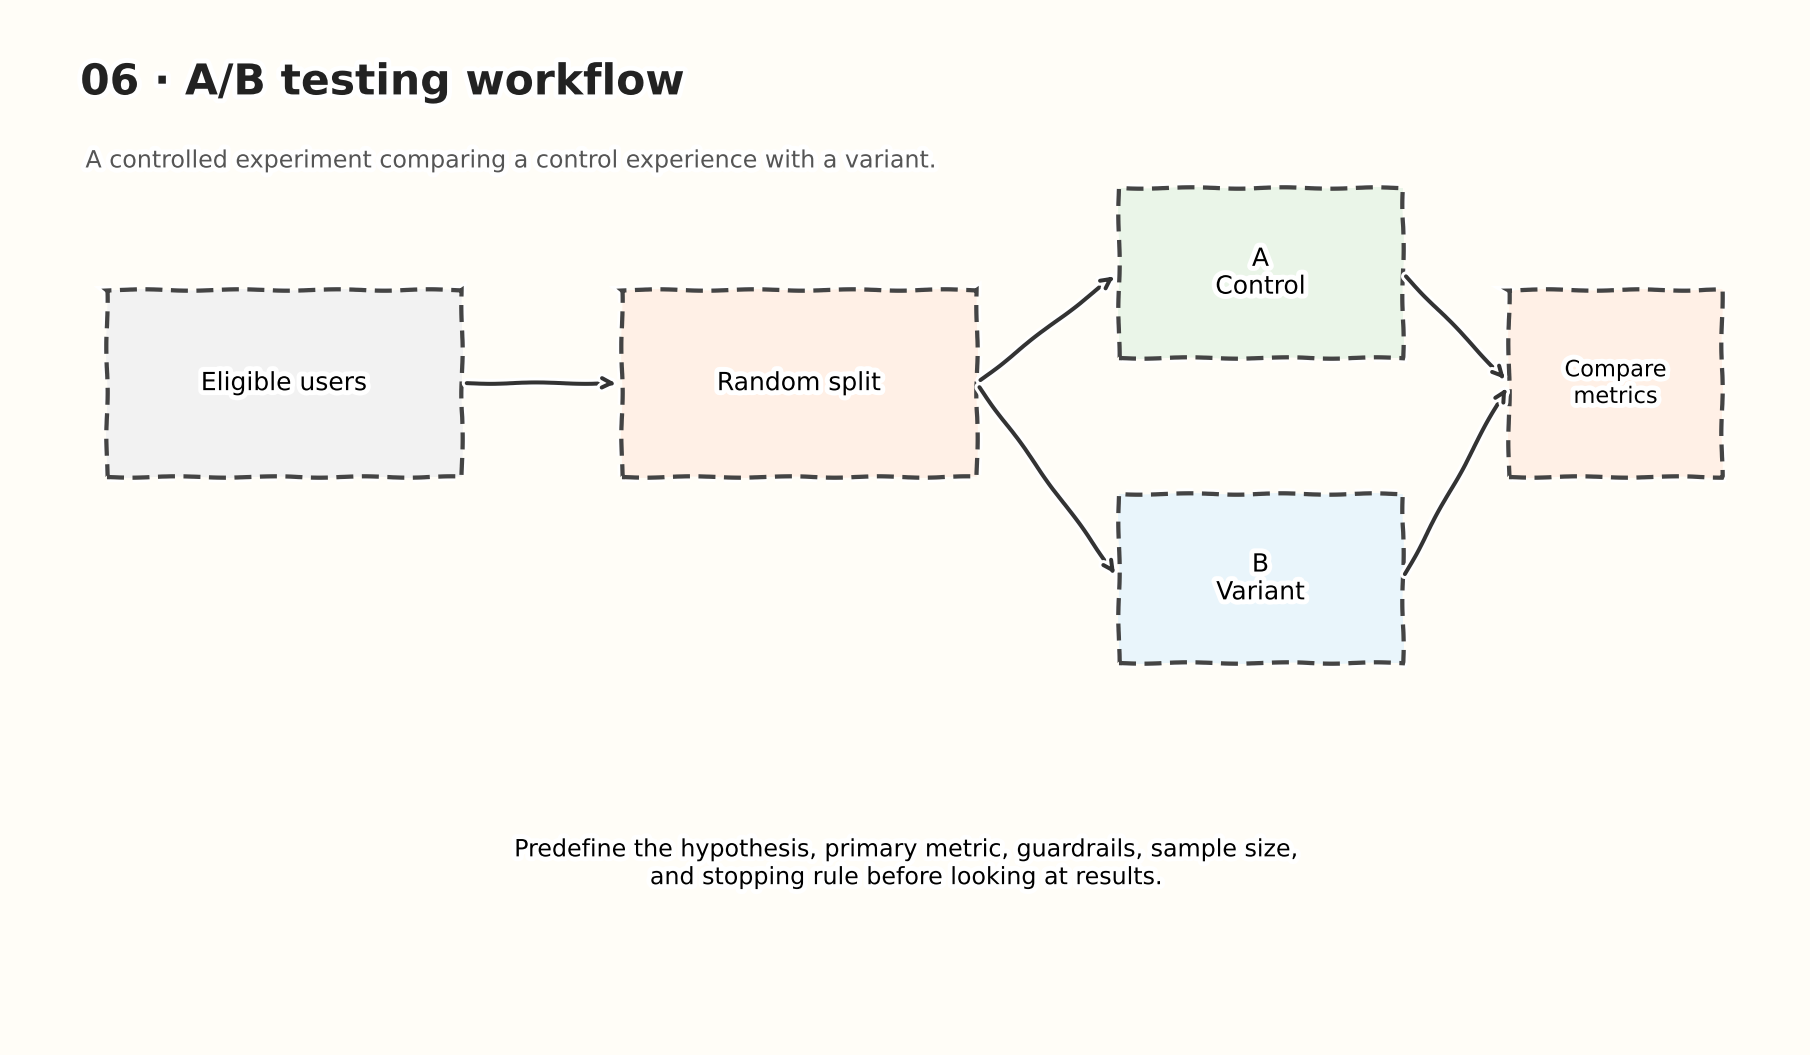 06 · A/B testing workflow
A controlled experiment comparing a control experience with a variant.
Eligible users
Random split
A
Control
B
Variant
Compare
metrics
Predefine the hypothesis, primary metric, guardrails, sample size,
and stopping rule before looking at results.